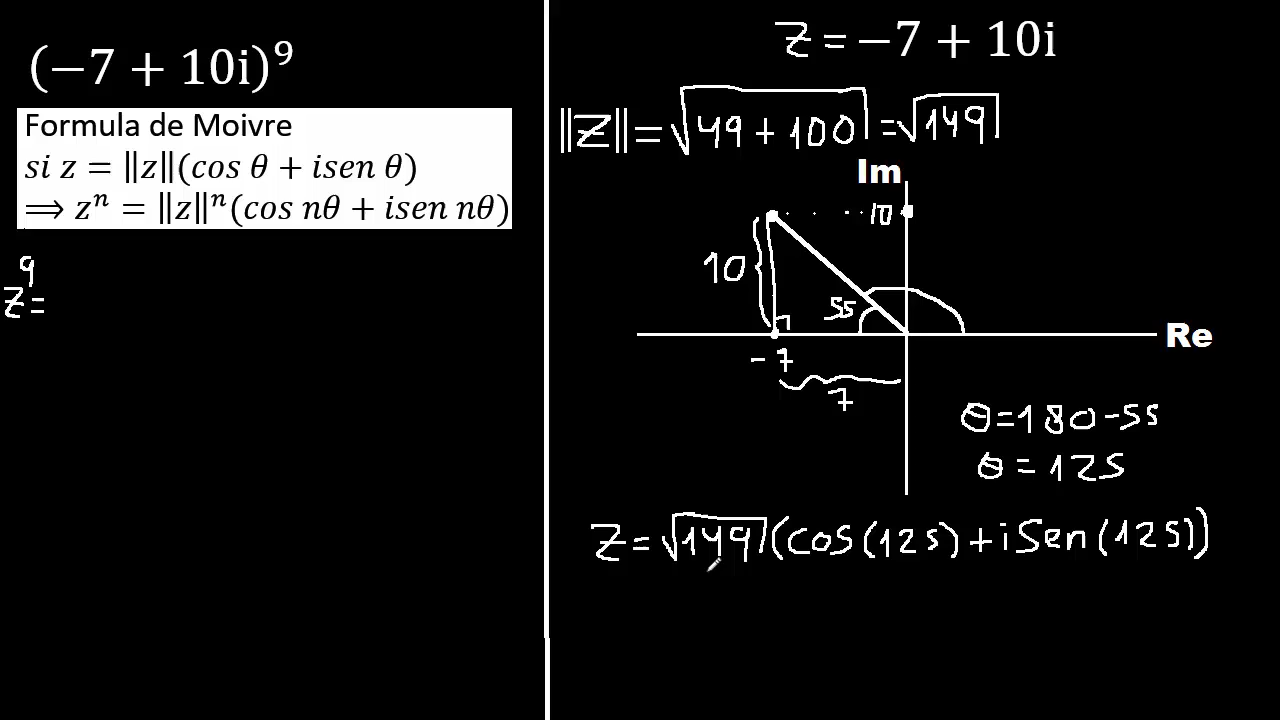 (−7 + 10i)⁹
Formula de Moivre
si z = ‖z‖(cos θ + isen θ)
⟹ zⁿ = ‖z‖ⁿ(cos nθ + isen nθ)
z⁹=
z = −7 + 10i
‖z‖ = √49 + 100 = √149
Im
10
10
55
Re
−7
7
θ = 180 − 55
θ = 125
z = √149 (cos(125) + i sen(125))